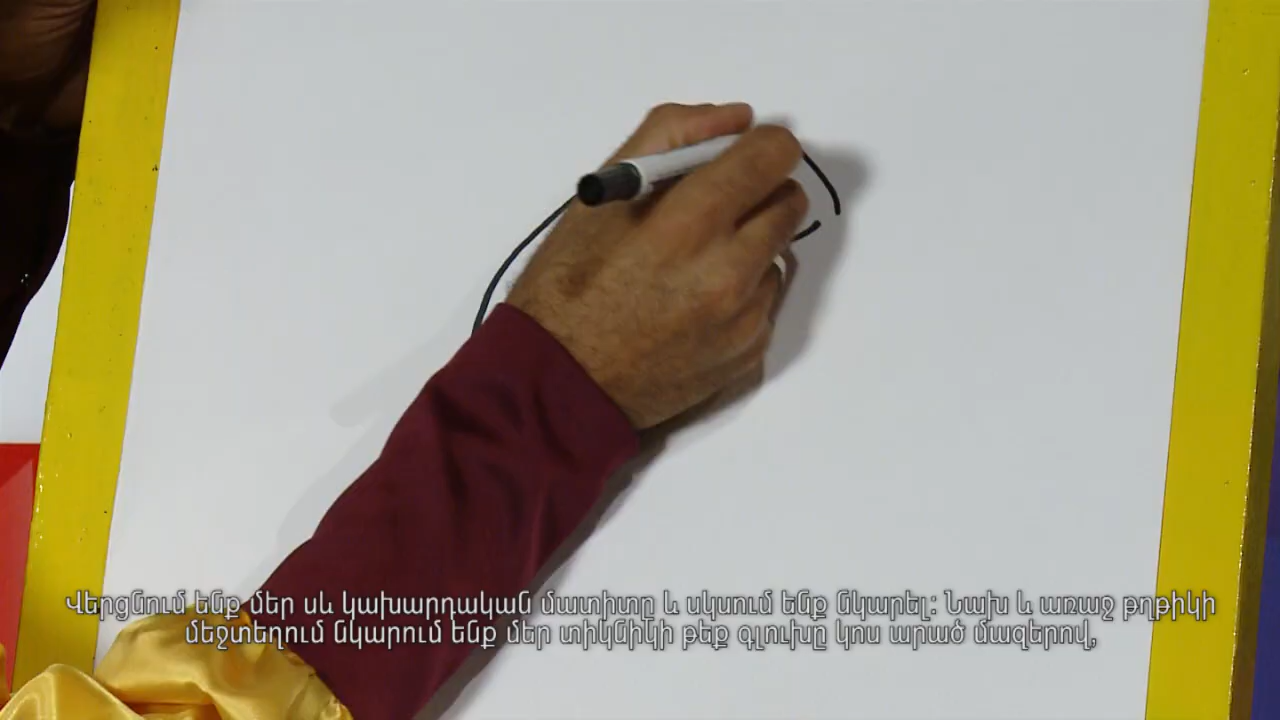 Վերցնում ենք մեր սև կախարդական մատիտը և սկսում ենք նկարել: Նախ և առաջ թղթիկի
մեջտեղում նկարում ենք մեր տիկնիկի թեք գլուխը կոս արած մազերով,